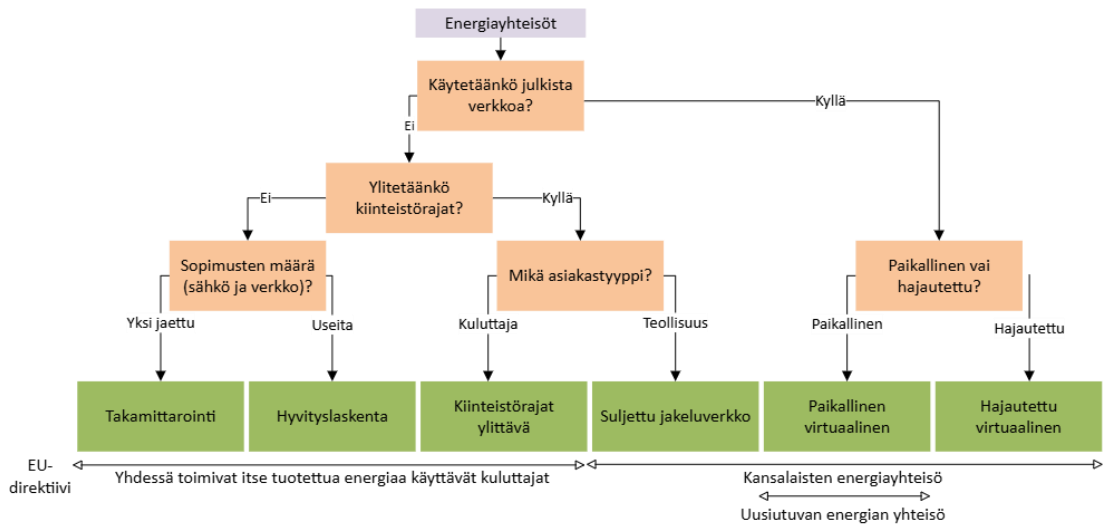 Energiayhteisöt
Käytetäänkö julkista
verkkoa?
Ei
Kyllä
Ylitetäänkö
kiinteistörajat?
Ei
Kyllä
Sopimusten määrä
(sähkö ja verkko)?
Mikä asiakastyyppi?
Paikallinen vai
hajautettu?
Yksi jaettu
Useita
Kuluttaja
Teollisuus
Paikallinen
Hajautettu
Takamittarointi
Hyvityslaskenta
Kiinteistörajat
ylittävä
Suljettu jakeluverkko
Paikallinen
virtuaalinen
Hajautettu
virtuaalinen
EU-
direktiivi
Yhdessä toimivat itse tuotettua energiaa käyttävät kuluttajat
Kansalaisten energiayhteisö
Uusiutuvan energian yhteisö